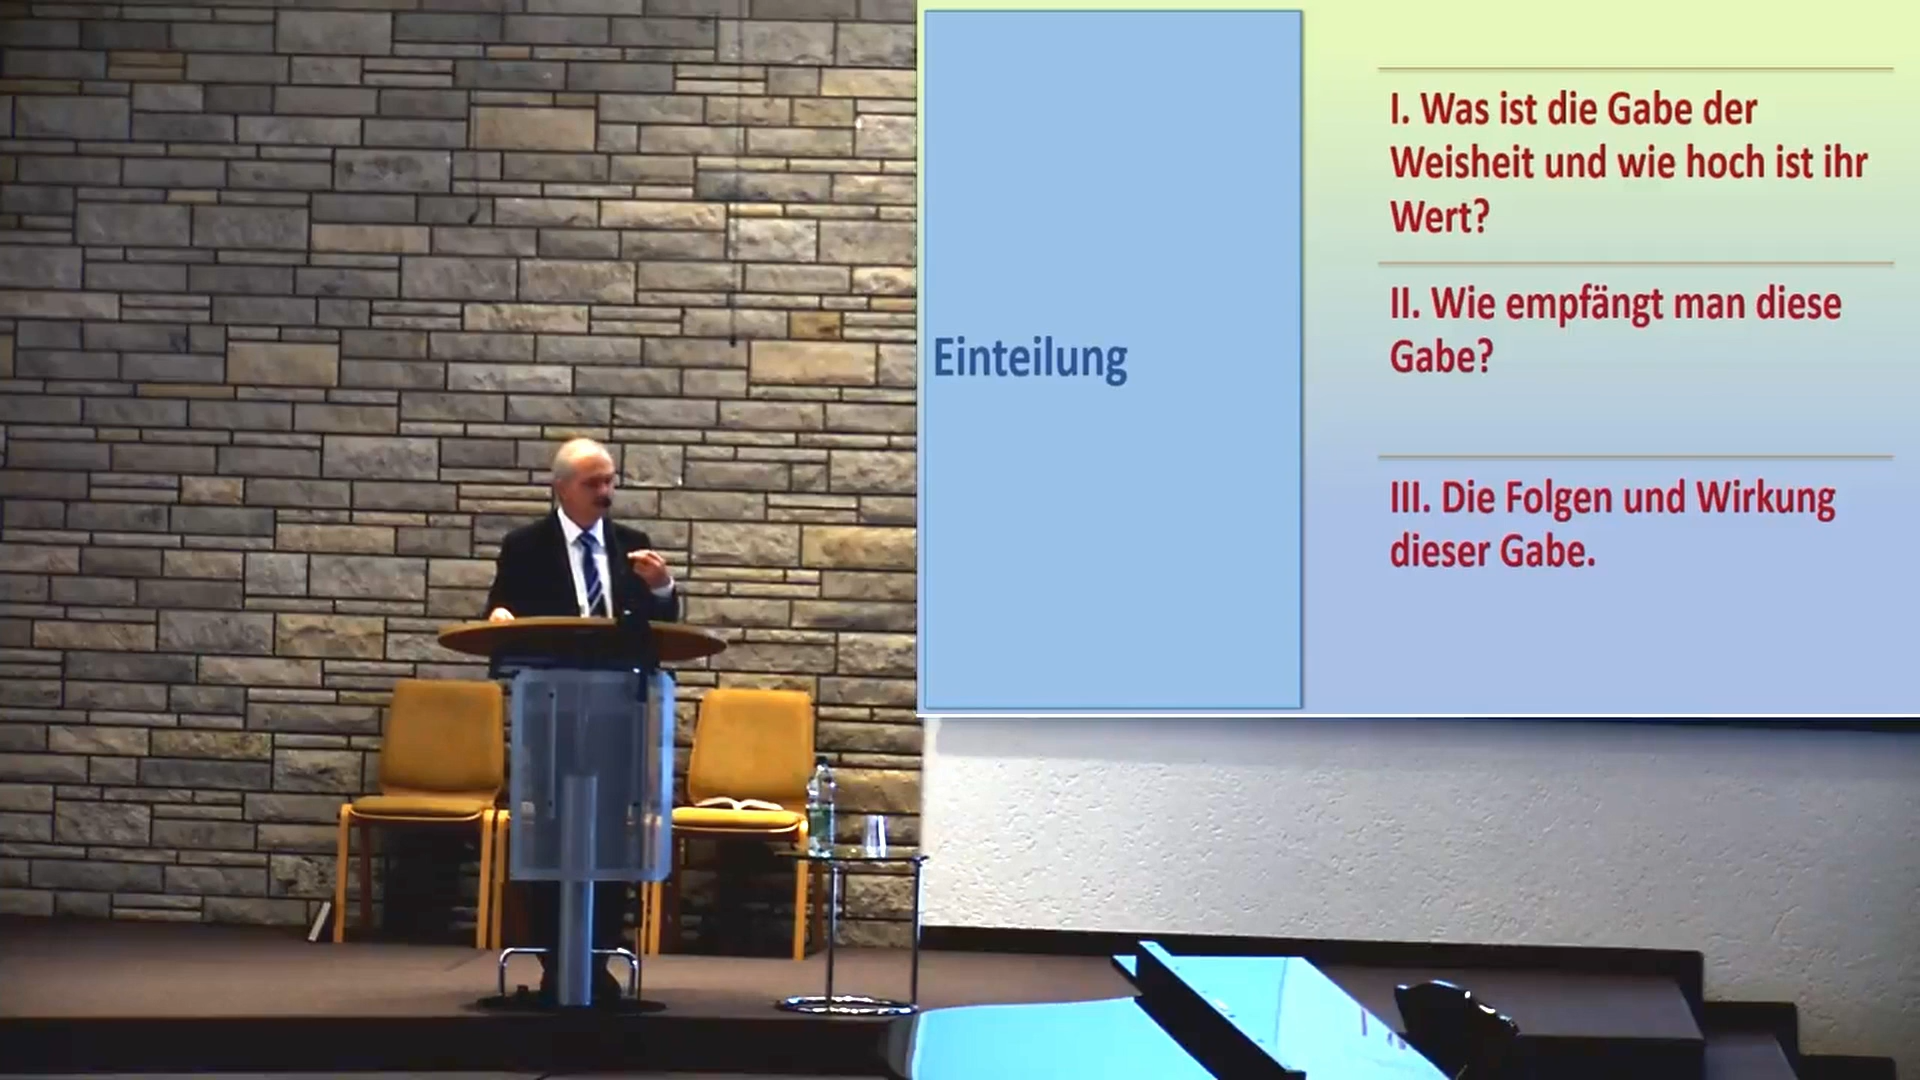 Einteilung
I. Was ist die Gabe der
Weisheit und wie hoch ist ihr
Wert?
II. Wie empfängt man diese
Gabe?
III. Die Folgen und Wirkung
dieser Gabe.